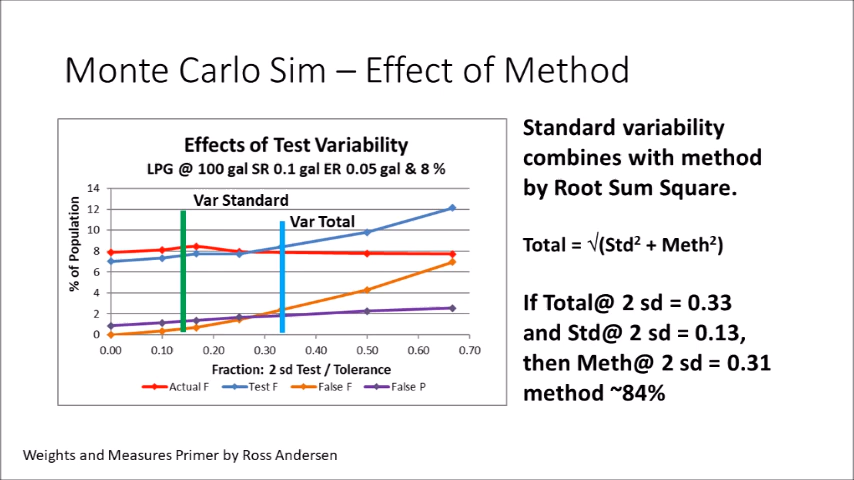 Monte Carlo Sim – Effect of Method
Effects of Test Variability
LPG @ 100 gal SR 0.1 gal ER 0.05 gal & 8 %
Var Standard
Var Total
% of Population
14
12
10
8
6
4
2
0
0.00 0.10 0.20 0.30 0.40 0.50 0.60 0.70
Fraction: 2 sd Test / Tolerance
Actual F Test F False F False P
Standard variability
combines with method
by Root Sum Square.
Total = √(Std² + Meth²)
If Total@ 2 sd = 0.33
and Std@ 2 sd = 0.13,
then Meth@ 2 sd = 0.31
method ~84%
Weights and Measures Primer by Ross Andersen